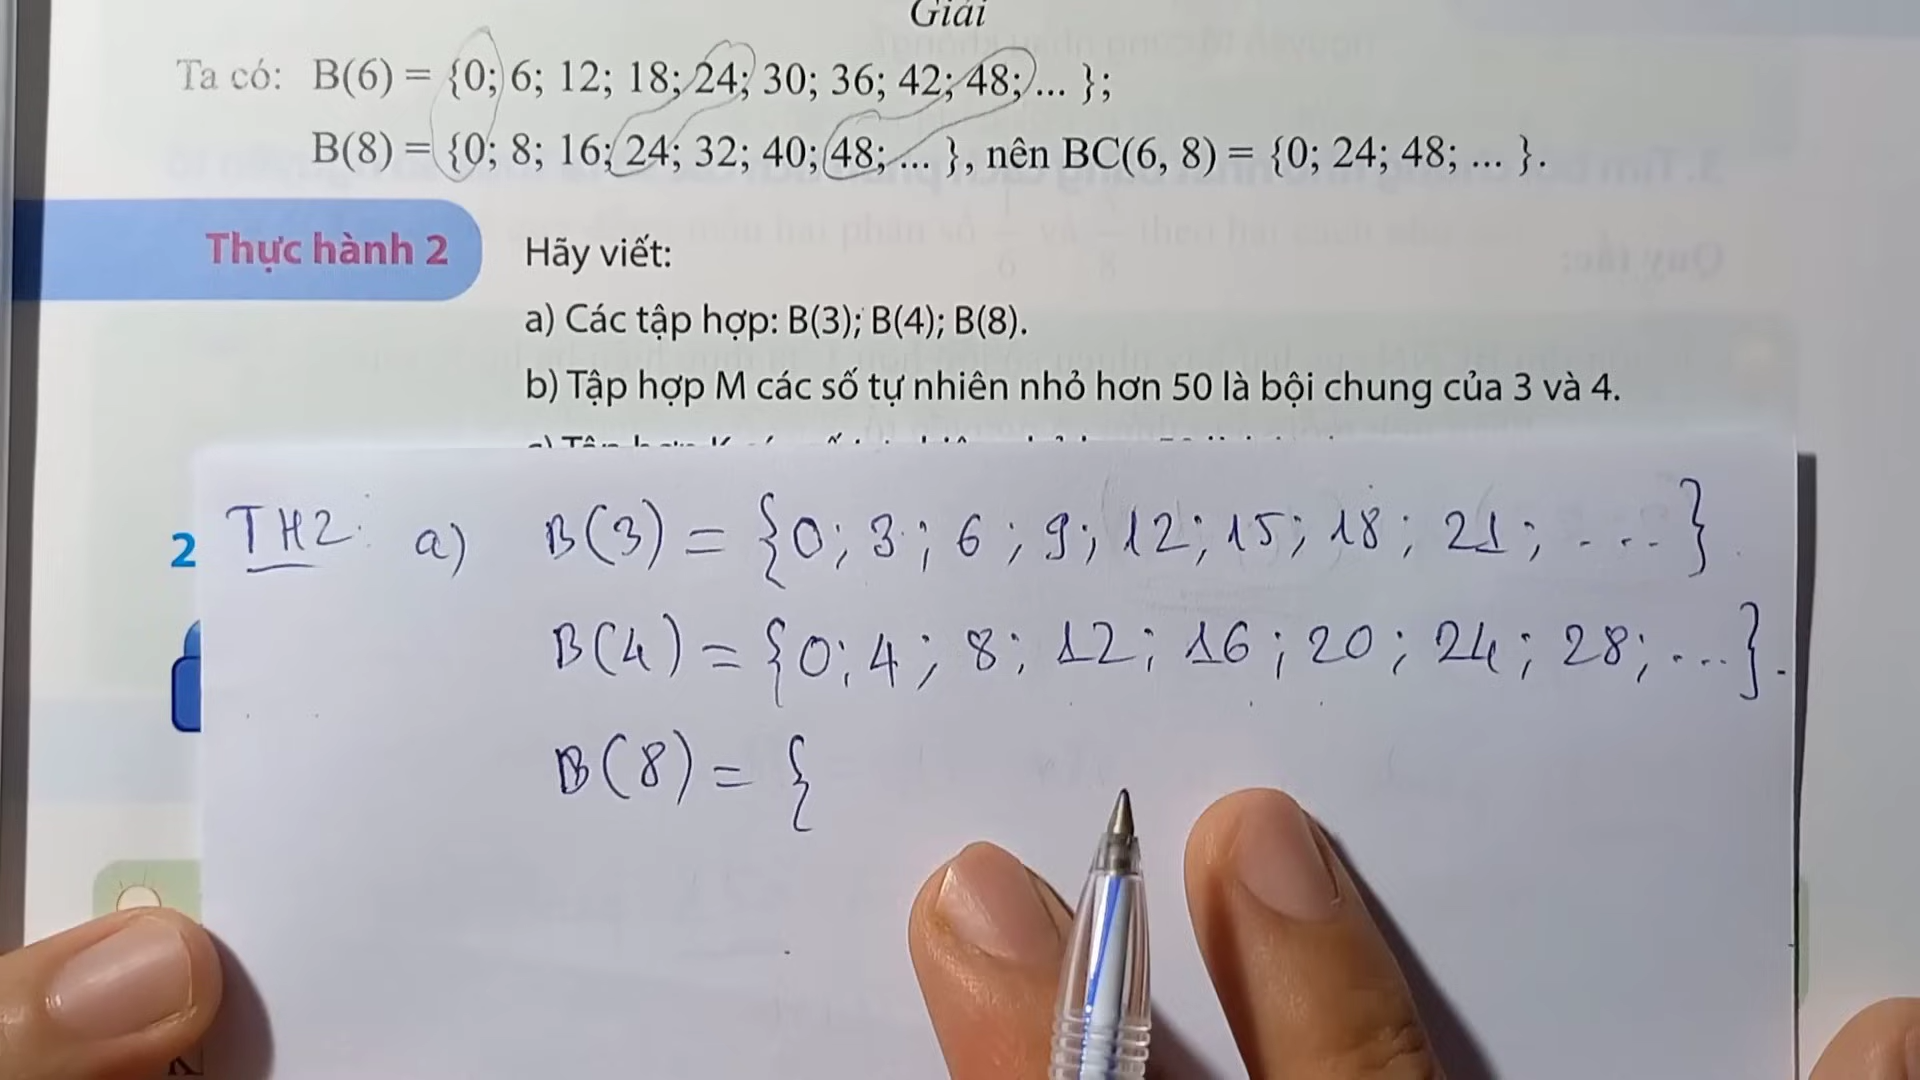 Giải
Ta có: B(6) = {0; 6; 12; 18; 24; 30; 36; 42; 48; ... };
B(8) = {0; 8; 16; 24; 32; 40; 48; ... }, nên BC(6, 8) = {0; 24; 48; ... }.
Thực hành 2
Hãy viết:
a) Các tập hợp: B(3); B(4); B(8).
b) Tập hợp M các số tự nhiên nhỏ hơn 50 là bội chung của 3 và 4.
2
TH2: a) B(3) = {0; 3; 6; 9; 12; 15; 18; 21; ...}
B(4) = {0; 4; 8; 12; 16; 20; 24; 28; ...}.
B(8) = {